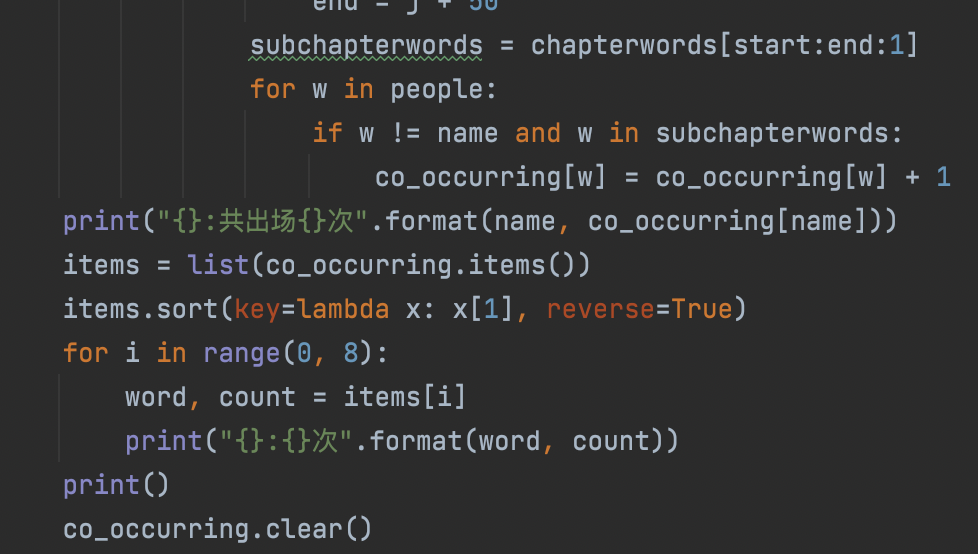 end = j + 50
subchapterwords = chapterwords[start:end:1]
for w in people:
if w != name and w in subchapterwords:
co_occurring[w] = co_occurring[w] + 1
print("{}:共出场{}次".format(name, co_occurring[name]))
items = list(co_occurring.items())
items.sort(key=lambda x: x[1], reverse=True)
for i in range(0, 8):
word, count = items[i]
print("{}:{}次".format(word, count))
print()
co_occurring.clear()